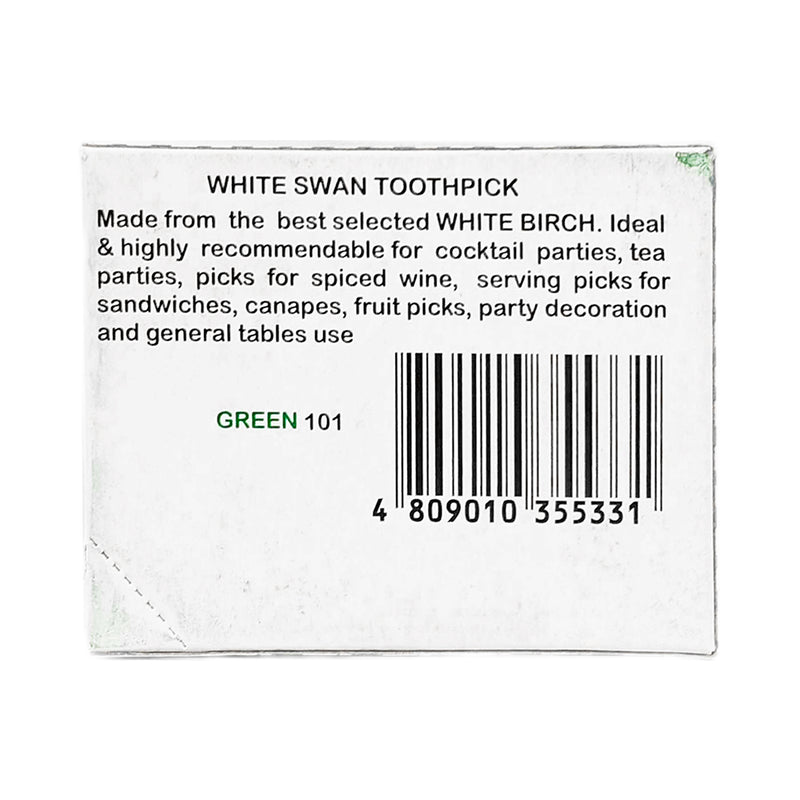 WHITE SWAN TOOTHPICK
Made from the best selected WHITE BIRCH. Ideal
& highly recommendable for cocktail parties, tea
parties, picks for spiced wine, serving picks for
sandwiches, canapes, fruit picks, party decoration
and general tables use
GREEN 101
4 809010 355331